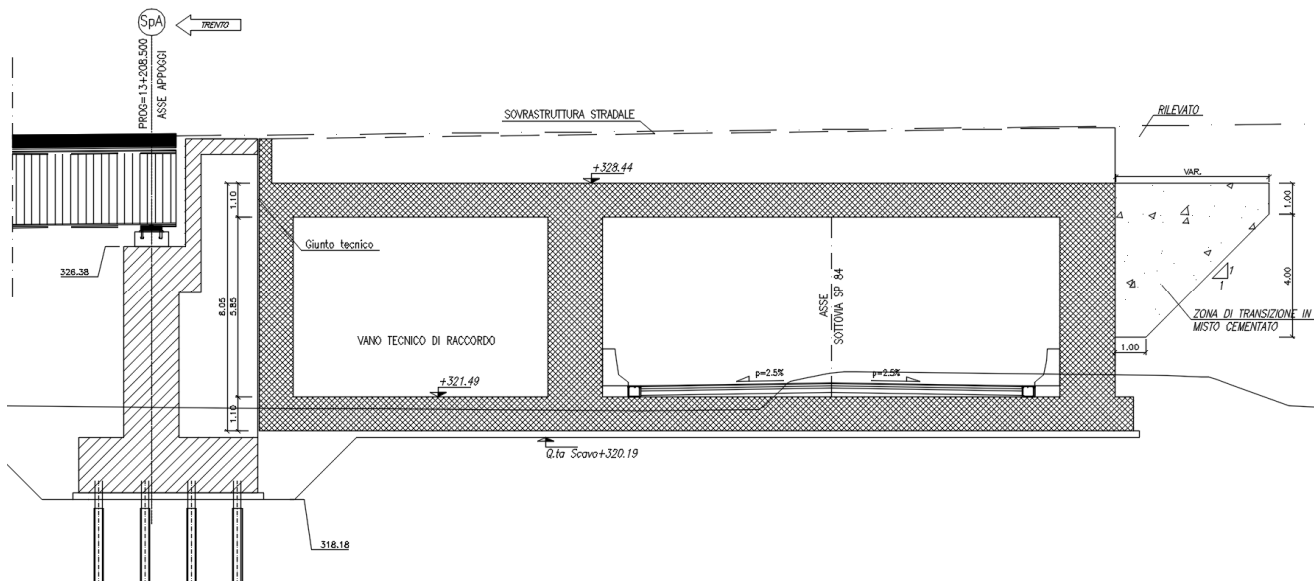 SpA
TRENTO
PROG=13+208.500
ASSE APPOGGI
SOVRASTRUTTURA STRADALE
RILEVATO
+328.44
VAR.
1.10
1.00
Giunto tecnico
326.38
8.05
5.85
ASSE
SOTTOVIA SP 84
1
1
4.00
ZONA DI TRANSIZIONE IN
MISTO CEMENTATO
VANO TECNICO DI RACCORDO
1.00
p=2.5%
p=2.5%
+321.49
1.10
Q.ta Scavo+320.19
318.18